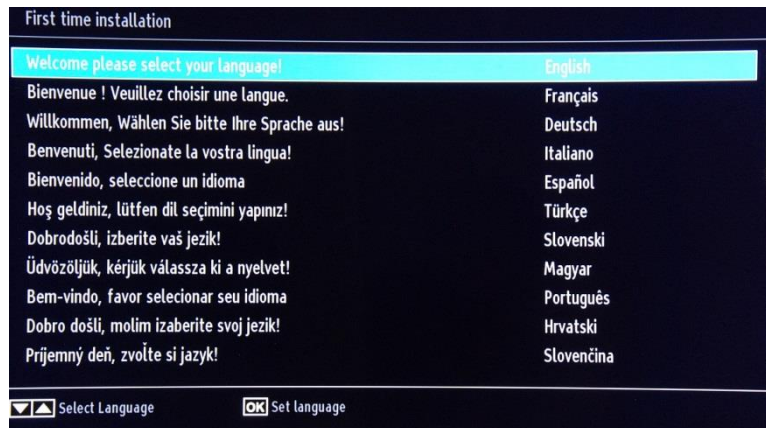 First time installation
Welcome please select your language! English
Bienvenue ! Veuillez choisir une langue. Français
Willkommen, Wählen Sie bitte Ihre Sprache aus! Deutsch
Benvenuti, Selezionate la vostra lingua! Italiano
Bienvenido, seleccione un idioma Español
Hoş geldiniz, lütfen dil seçimini yapınız! Türkçe
Dobrodošli, izberite vaš jezik! Slovenski
Üdvözöljük, kérjük válassza ki a nyelvet! Magyar
Bem-vindo, favor selecionar seu idioma Português
Dobro došli, molim izaberite svoj jezik! Hrvatski
Príjemný deň, zvoľte si jazyk! Slovenčina
Select Language OK Set language